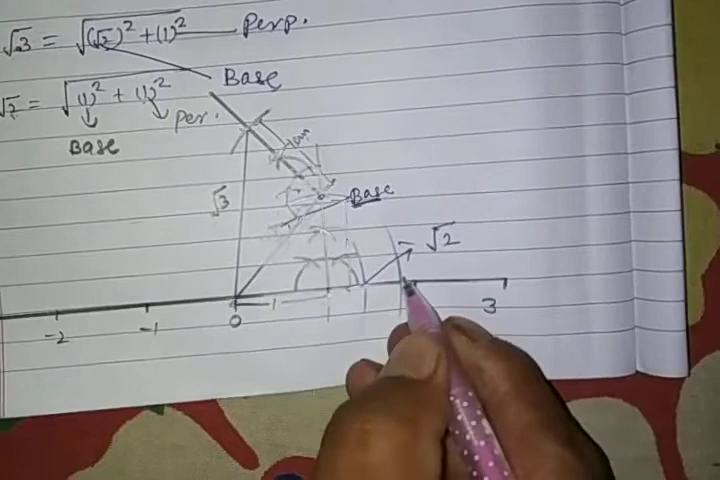 √3 = √(√2)² + (1)² — Perp.
Base
√2 = √(1)² + (1)²
per.
Base
1cm
√3
Base
√2
-2 -1 0 1 3